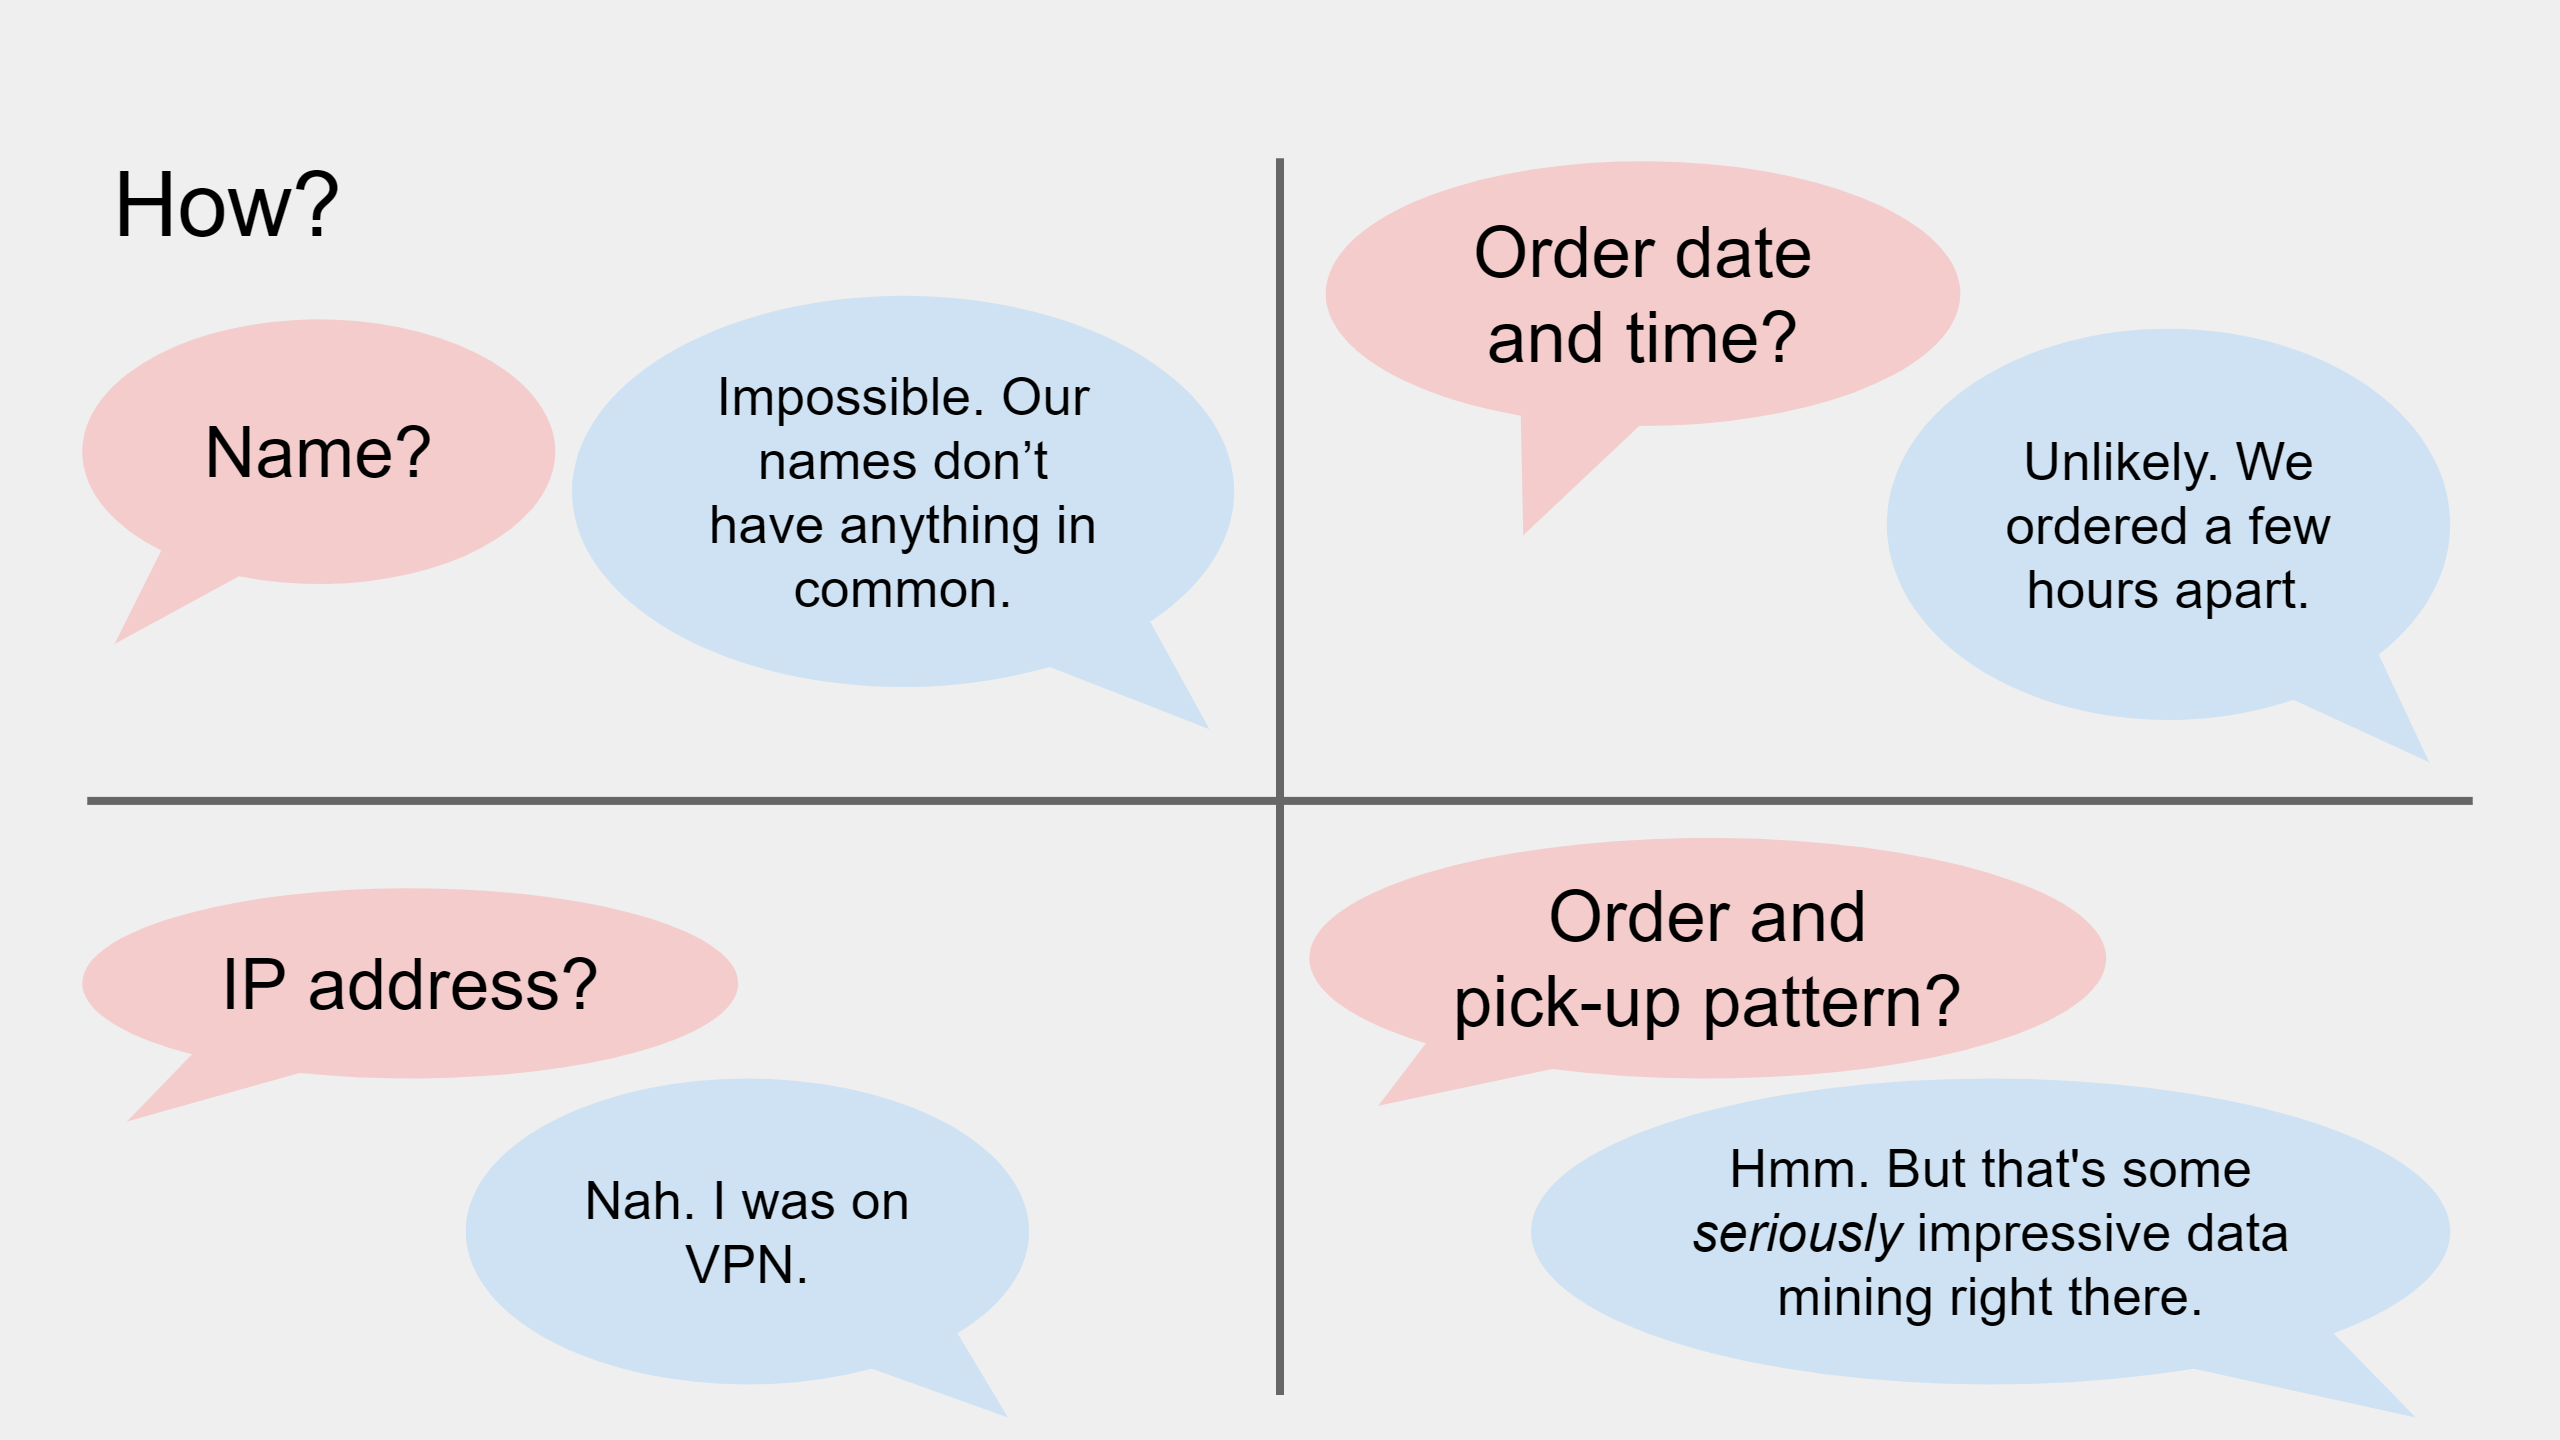 How?
Name?
Impossible. Our
names don’t
have anything in
common.
Order date
and time?
Unlikely. We
ordered a few
hours apart.
IP address?
Nah. I was on
VPN.
Order and
pick-up pattern?
Hmm. But that's some
seriously impressive data
mining right there.